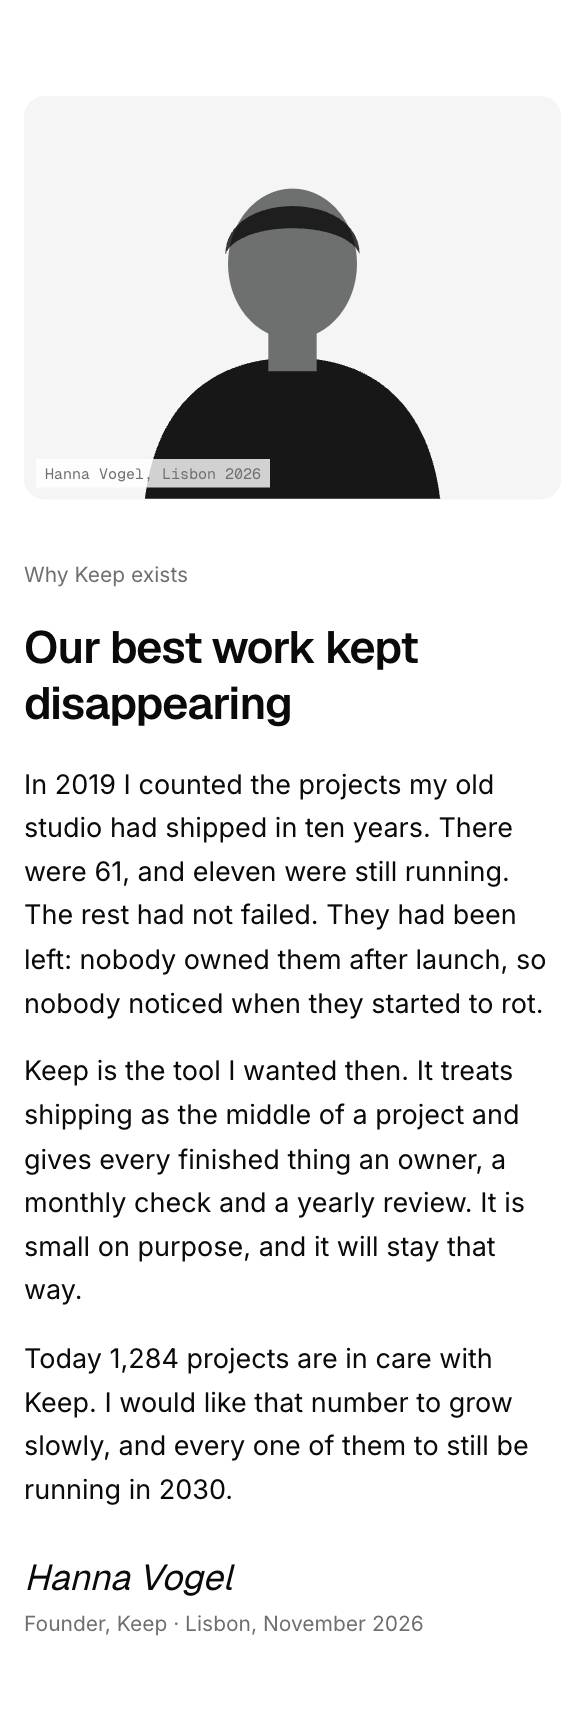 Hanna Vogel, Lisbon 2026
Why Keep exists
Our best work kept
disappearing
In 2019 I counted the projects my old
studio had shipped in ten years. There
were 61, and eleven were still running.
The rest had not failed. They had been
left: nobody owned them after launch, so
nobody noticed when they started to rot.
Keep is the tool I wanted then. It treats
shipping as the middle of a project and
gives every finished thing an owner, a
monthly check and a yearly review. It is
small on purpose, and it will stay that
way.
Today 1,284 projects are in care with
Keep. I would like that number to grow
slowly, and every one of them to still be
running in 2030.
Hanna Vogel
Founder, Keep · Lisbon, November 2026